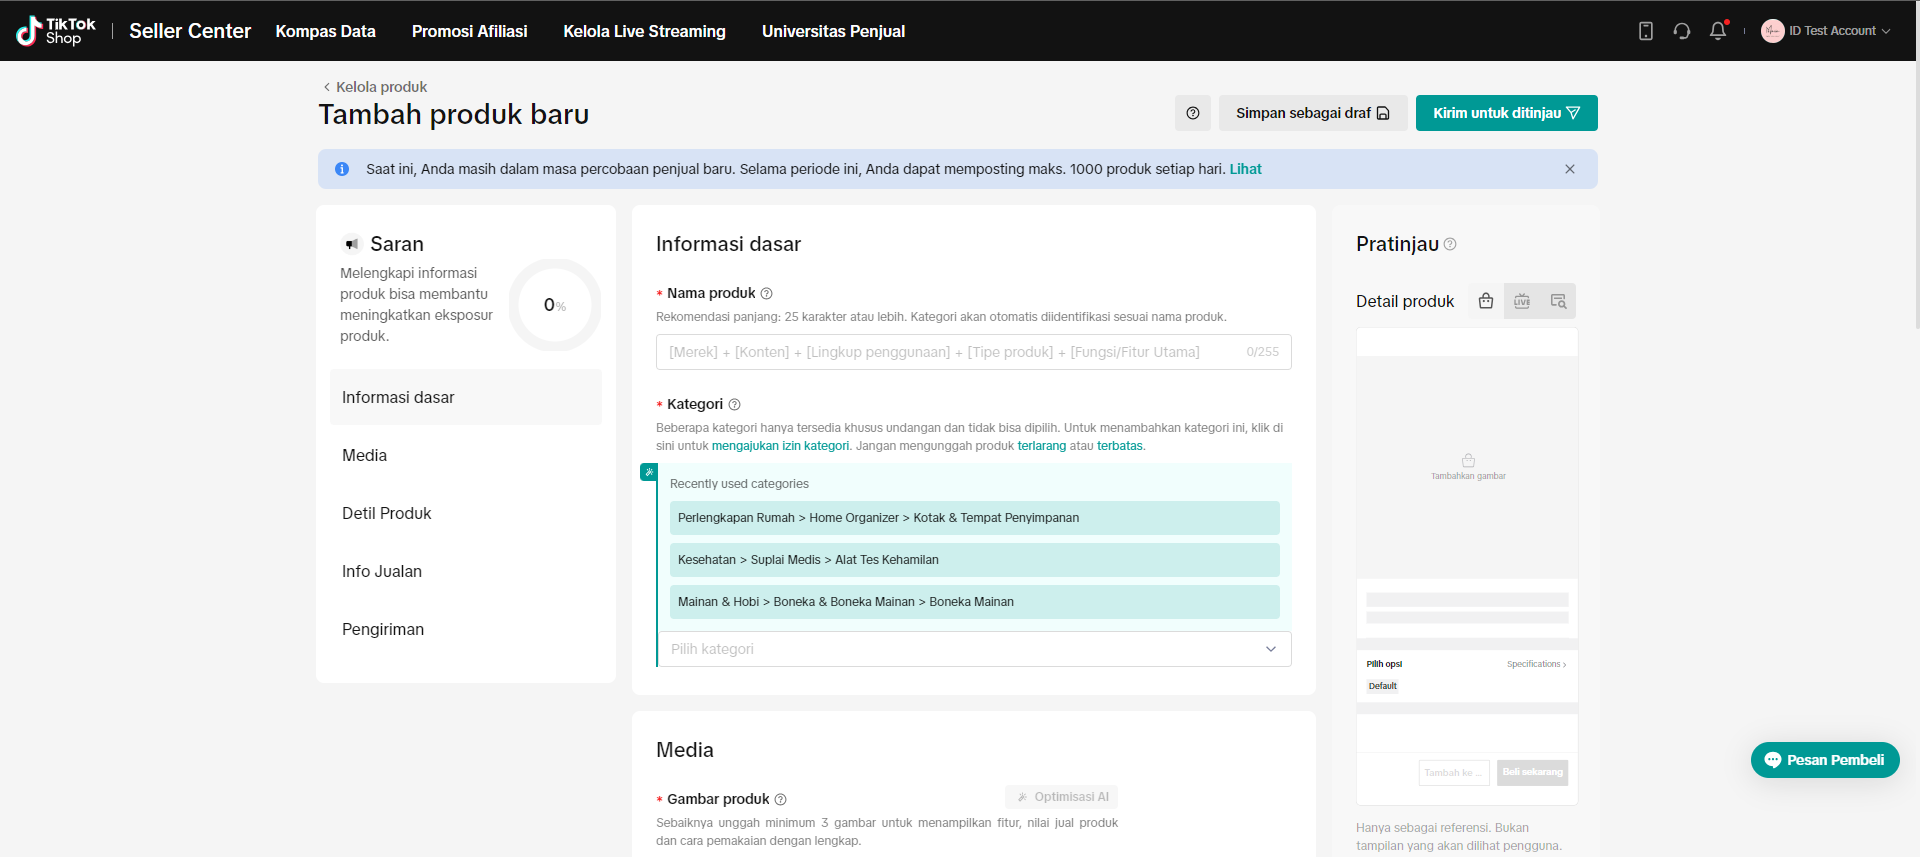 TikTok Shop
Seller Center
Kompas Data
Promosi Afiliasi
Kelola Live Streaming
Universitas Penjual
ID Test Account
Kelola produk
Tambah produk baru
Simpan sebagai draf
Kirim untuk ditinjau
Saat ini, Anda masih dalam masa percobaan penjual baru. Selama periode ini, Anda dapat memposting maks. 1000 produk setiap hari. Lihat
Saran
Melengkapi informasi
produk bisa membantu
meningkatkan eksposur
produk.
0%
Informasi dasar
Media
Detil Produk
Info Jualan
Pengiriman
Informasi dasar
* Nama produk
Rekomendasi panjang: 25 karakter atau lebih. Kategori akan otomatis diidentifikasi sesuai nama produk.
[Merek] + [Konten] + [Lingkup penggunaan] + [Tipe produk] + [Fungsi/Fitur Utama]
0/255
* Kategori
Beberapa kategori hanya tersedia khusus undangan dan tidak bisa dipilih. Untuk menambahkan kategori ini, klik di
sini untuk mengajukan izin kategori. Jangan mengunggah produk terlarang atau terbatas.
Recently used categories
Perlengkapan Rumah > Home Organizer > Kotak & Tempat Penyimpanan
Kesehatan > Suplai Medis > Alat Tes Kehamilan
Mainan & Hobi > Boneka & Boneka Mainan > Boneka Mainan
Pilih kategori
Media
* Gambar produk
Optimisasi AI
Sebaiknya unggah minimum 3 gambar untuk menampilkan fitur, nilai jual produk
dan cara pemakaian dengan lengkap.
Pratinjau
Detail produk
LIVE
Tambahkan gambar
Pilih opsi
Specifications >
Default
Tambah ke ...
Beli sekarang
Hanya sebagai referensi. Bukan
tampilan yang akan dilihat pengguna.
Pesan Pembeli